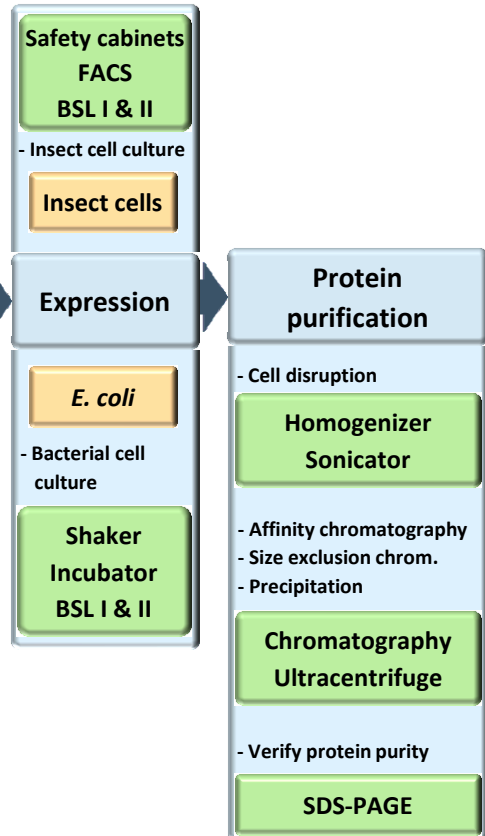 Safety cabinets
FACS
BSL I & II
- Insect cell culture
Insect cells
Expression
E. coli
- Bacterial cell
culture
Shaker
Incubator
BSL I & II
Protein
purification
- Cell disruption
Homogenizer
Sonicator
- Affinity chromatography
- Size exclusion chrom.
- Precipitation
Chromatography
Ultracentrifuge
- Verify protein purity
SDS-PAGE